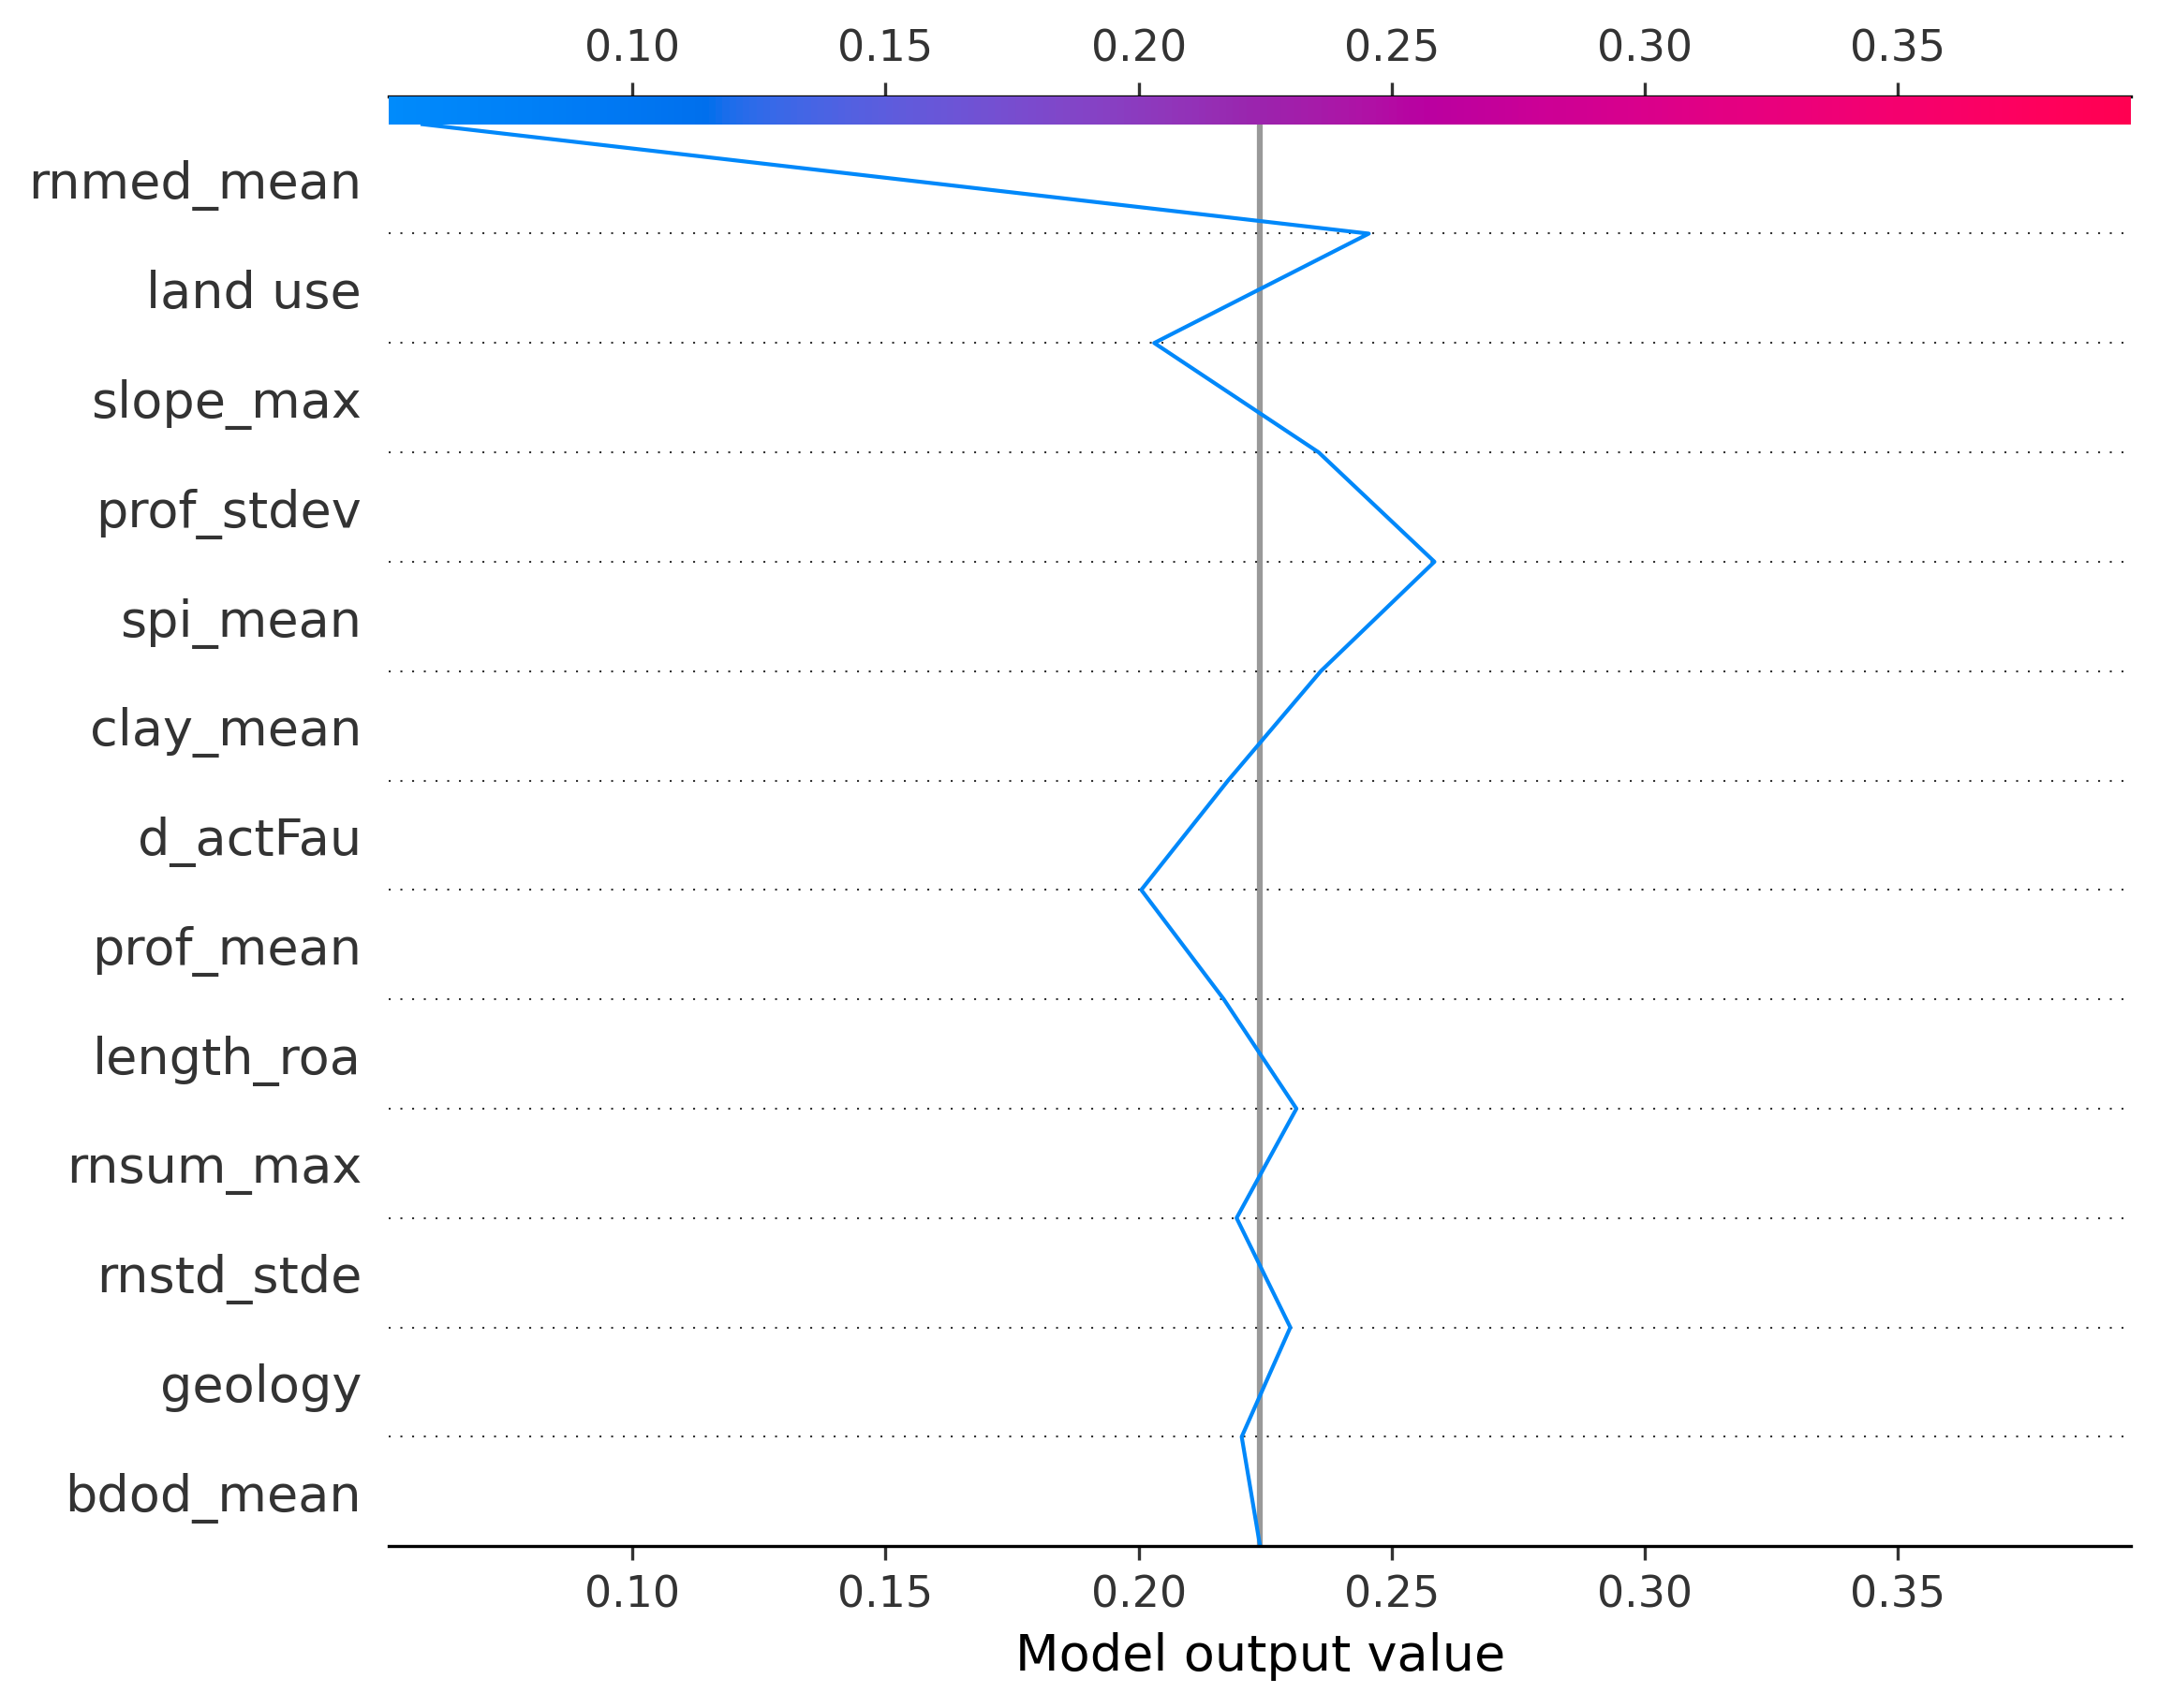 0.10 0.15 0.20 0.25 0.30 0.35
rnmed_mean
land use
slope_max
prof_stdev
spi_mean
clay_mean
d_actFau
prof_mean
length_roa
rnsum_max
rnstd_stde
geology
bdod_mean
0.10 0.15 0.20 0.25 0.30 0.35
Model output value